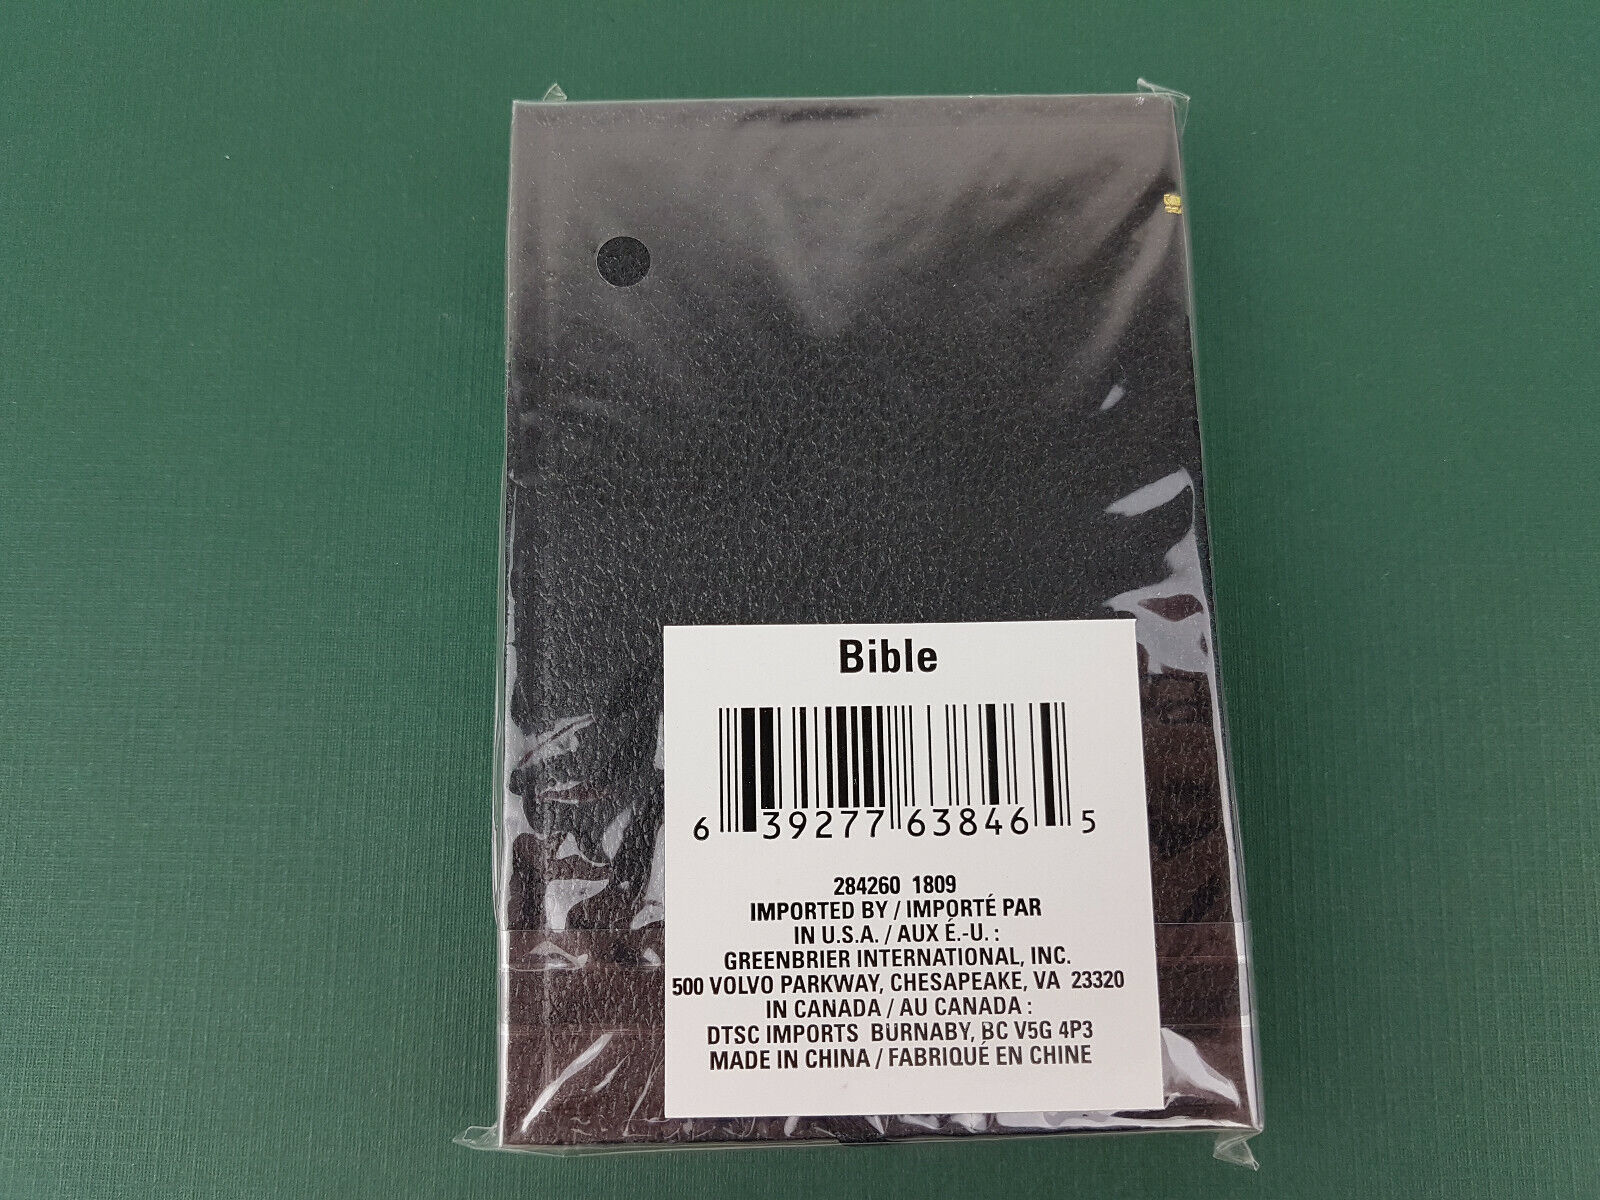 Bible
6 39277 63846 5
284260 1809
IMPORTED BY / IMPORTÉ PAR
IN U.S.A. / AUX É.-U. :
GREENBRIER INTERNATIONAL, INC.
500 VOLVO PARKWAY, CHESAPEAKE, VA 23320
IN CANADA / AU CANADA :
DTSC IMPORTS BURNABY, BC V5G 4P3
MADE IN CHINA / FABRIQUÉ EN CHINE